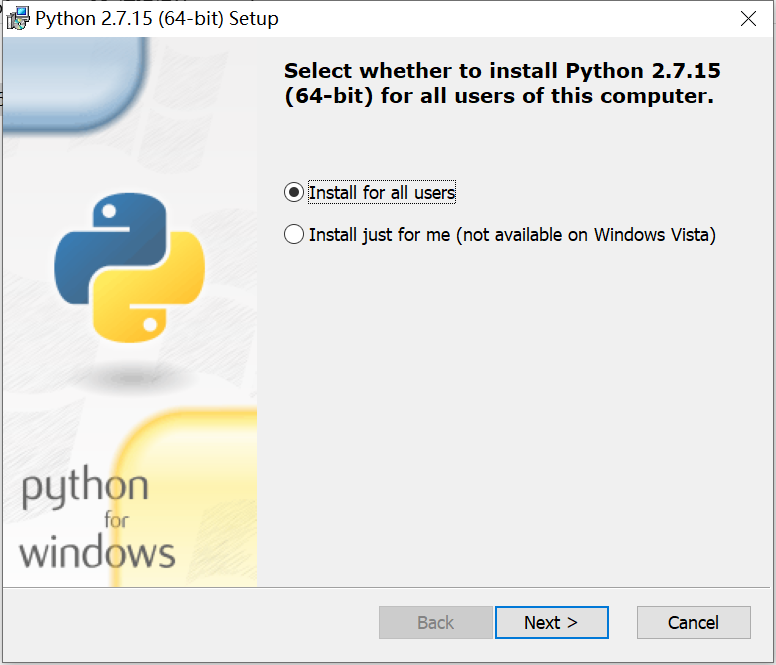 Python 2.7.15 (64-bit) Setup
Select whether to install Python 2.7.15
(64-bit) for all users of this computer.
Install for all users
Install just for me (not available on Windows Vista)
python
for
windows
Back
Next >
Cancel